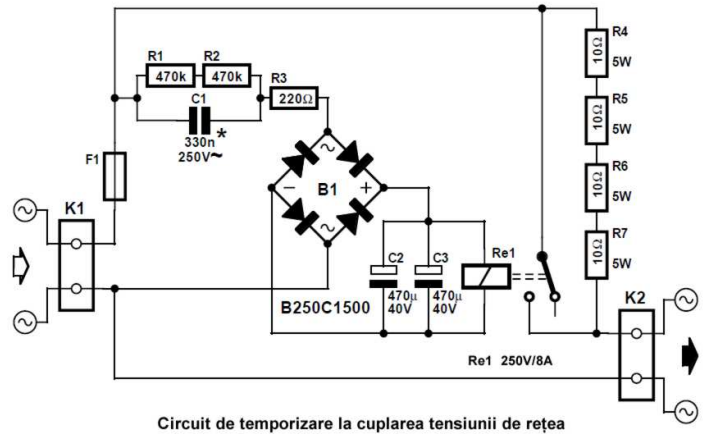 R4
10Ω
5W
R1
R2
470k
470k
R3
220Ω
C1
330n
250V~
*
R5
10Ω
5W
F1
R6
10Ω
5W
B1
~
~
−
+
K1
R7
10Ω
5W
C2
C3
Re1
470µ
40V
470µ
40V
B250C1500
K2
Re1 250V/8A
Circuit de temporizare la cuplarea tensiunii de rețea